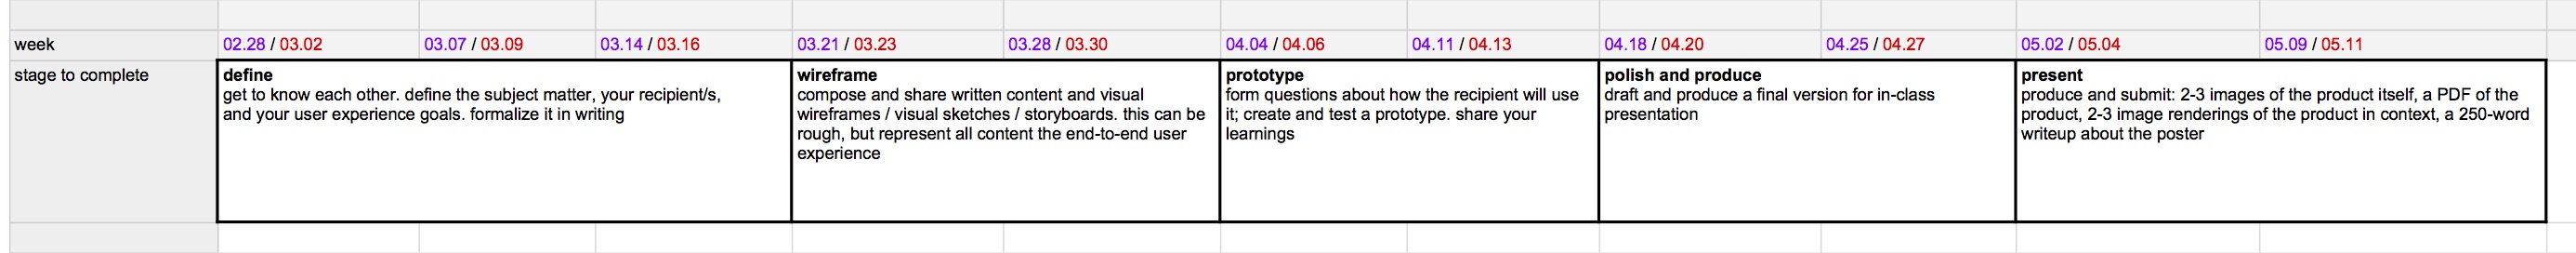 week 02.28 / 03.02 03.07 / 03.09 03.14 / 03.16 03.21 / 03.23 03.28 / 03.30 04.04 / 04.06 04.11 / 04.13 04.18 / 04.20 04.25 / 04.27 05.02 / 05.04 05.09 / 05.11
stage to complete
define
get to know each other. define the subject matter, your recipient/s,
and your user experience goals. formalize it in writing
wireframe
compose and share written content and visual
wireframes / visual sketches / storyboards. this can be
rough, but represent all content the end-to-end user
experience
prototype
form questions about how the recipient will use
it; create and test a prototype. share your
learnings
polish and produce
draft and produce a final version for in-class
presentation
present
produce and submit: 2-3 images of the product itself, a PDF of the
product, 2-3 image renderings of the product in context, a 250-word
writeup about the poster